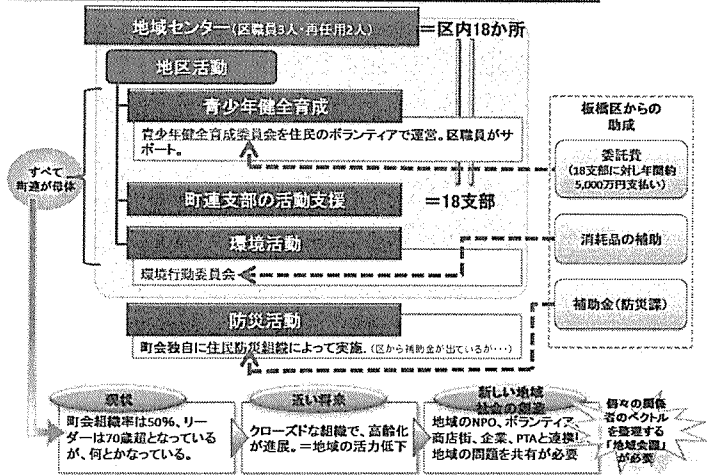 地域センター(区職員3人・再任用2人)
＝区内18か所
地区活動
青少年健全育成
青少年健全育成委員会を住民のボランティアで運営。区職員がサ
ポート。
すべて
町連が母体
町連支部の活動支援
＝18支部
環境活動
環境行動委員会
防災活動
町会独自に住民防災組織によって実施。(区から補助金が出ているが・・・)
板橋区からの
助成
委託費
(18支部に対し年間約
5,000万円支払い)
消耗品の補助
補助金(防災課)
現代
町会組織率は50%、リー
ダーは70歳超となっている
が、何とかなっている。
近い将来
クローズドな組織で、高齢化
が進展。＝地域の活力低下
新しい地域
社会の創造
地域のNPO、ボランティア、
商店街、企業、PTAと連携し
地域の問題を共有が必要
個々の関係
者のベクトル
を整理する
「地域会議」
が必要